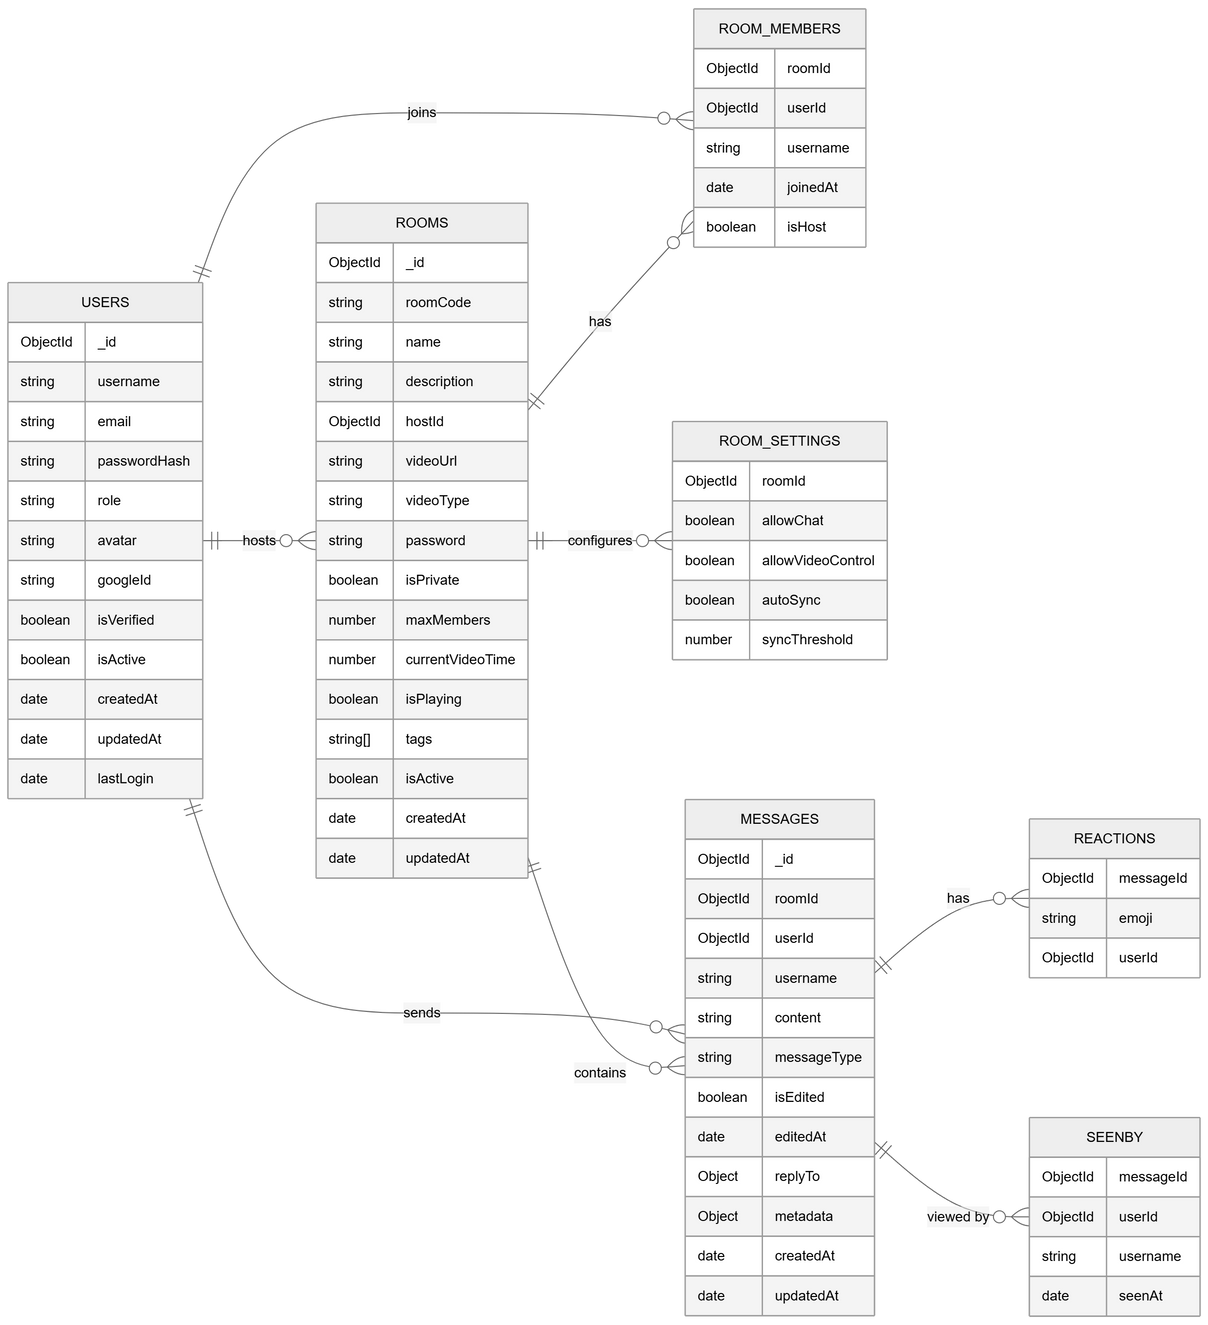 ROOM_MEMBERS
ObjectId roomId
ObjectId userId
string username
date joinedAt
boolean isHost
joins
ROOMS
ObjectId _id
string roomCode
string name
string description
ObjectId hostId
string videoUrl
string videoType
string password
boolean isPrivate
number maxMembers
number currentVideoTime
boolean isPlaying
string[] tags
boolean isActive
date createdAt
date updatedAt
USERS
ObjectId _id
string username
string email
string passwordHash
string role
string avatar
string googleId
boolean isVerified
boolean isActive
date createdAt
date updatedAt
date lastLogin
has
hosts
configures
ROOM_SETTINGS
ObjectId roomId
boolean allowChat
boolean allowVideoControl
boolean autoSync
number syncThreshold
sends
contains
MESSAGES
ObjectId _id
ObjectId roomId
ObjectId userId
string username
string content
string messageType
boolean isEdited
date editedAt
Object replyTo
Object metadata
date createdAt
date updatedAt
has
REACTIONS
ObjectId messageId
string emoji
ObjectId userId
viewed by
SEENBY
ObjectId messageId
ObjectId userId
string username
date seenAt